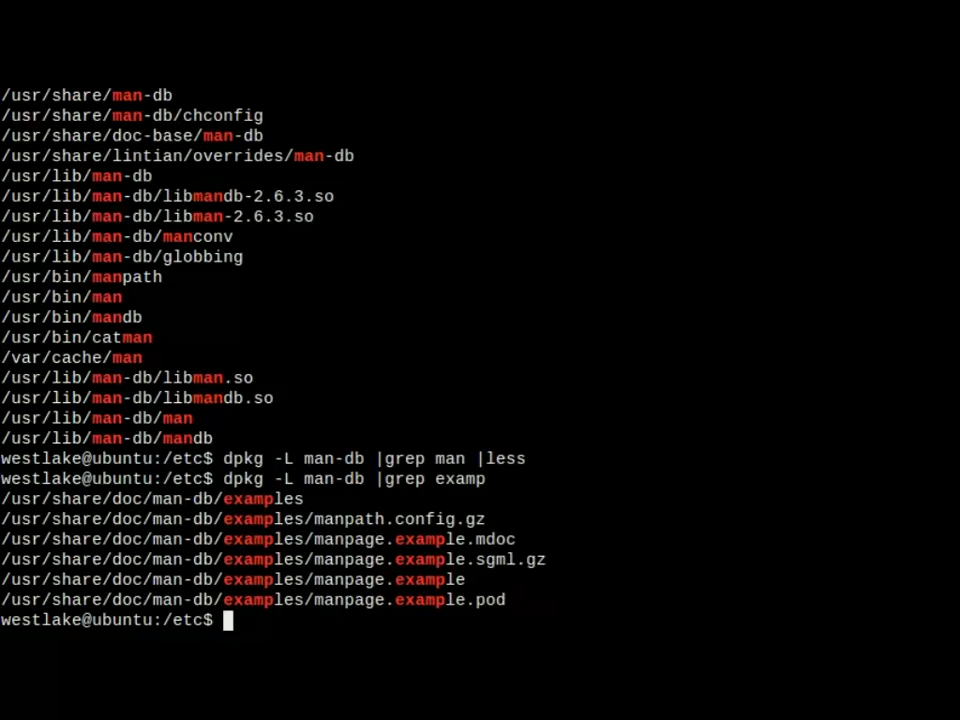 /usr/share/man-db
/usr/share/man-db/chconfig
/usr/share/doc-base/man-db
/usr/share/lintian/overrides/man-db
/usr/lib/man-db
/usr/lib/man-db/libmandb-2.6.3.so
/usr/lib/man-db/libman-2.6.3.so
/usr/lib/man-db/manconv
/usr/lib/man-db/globbing
/usr/bin/manpath
/usr/bin/man
/usr/bin/mandb
/usr/bin/catman
/var/cache/man
/usr/lib/man-db/libman.so
/usr/lib/man-db/libmandb.so
/usr/lib/man-db/man
/usr/lib/man-db/mandb
westlake@ubuntu:/etc$ dpkg -L man-db |grep man |less
westlake@ubuntu:/etc$ dpkg -L man-db |grep examp
/usr/share/doc/man-db/examples
/usr/share/doc/man-db/examples/manpath.config.gz
/usr/share/doc/man-db/examples/manpage.example.mdoc
/usr/share/doc/man-db/examples/manpage.example.sgml.gz
/usr/share/doc/man-db/examples/manpage.example
/usr/share/doc/man-db/examples/manpage.example.pod
westlake@ubuntu:/etc$